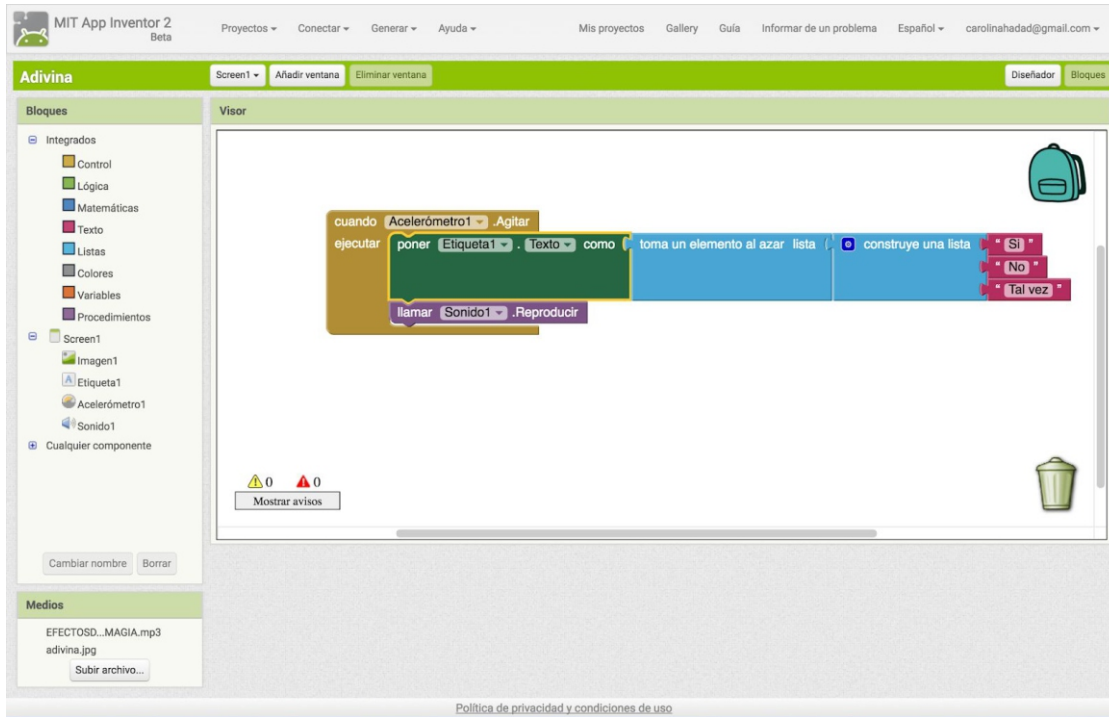 MIT App Inventor 2
Beta
Proyectos Conectar Generar Ayuda Mis proyectos Gallery Guía Informar de un problema Español carolinahadad@gmail.com
Adivina Screen1 Añadir ventana Eliminar ventana Diseñador Bloques
Bloques
Integrados
Control
Lógica
Matemáticas
Texto
Listas
Colores
Variables
Procedimientos
Screen1
Imagen1
Etiqueta1
Acelerómetro1
Sonido1
Cualquier componente
Cambiar nombre Borrar
Medios
EFECTOSD...MAGIA.mp3
adivina.jpg
Subir archivo...
Visor
cuando Acelerómetro1 .Agitar
ejecutar poner Etiqueta1 . Texto como toma un elemento al azar lista construye una lista " Si "
" No "
" Tal vez "
llamar Sonido1 .Reproducir
0 0
Mostrar avisos
Política de privacidad y condiciones de uso